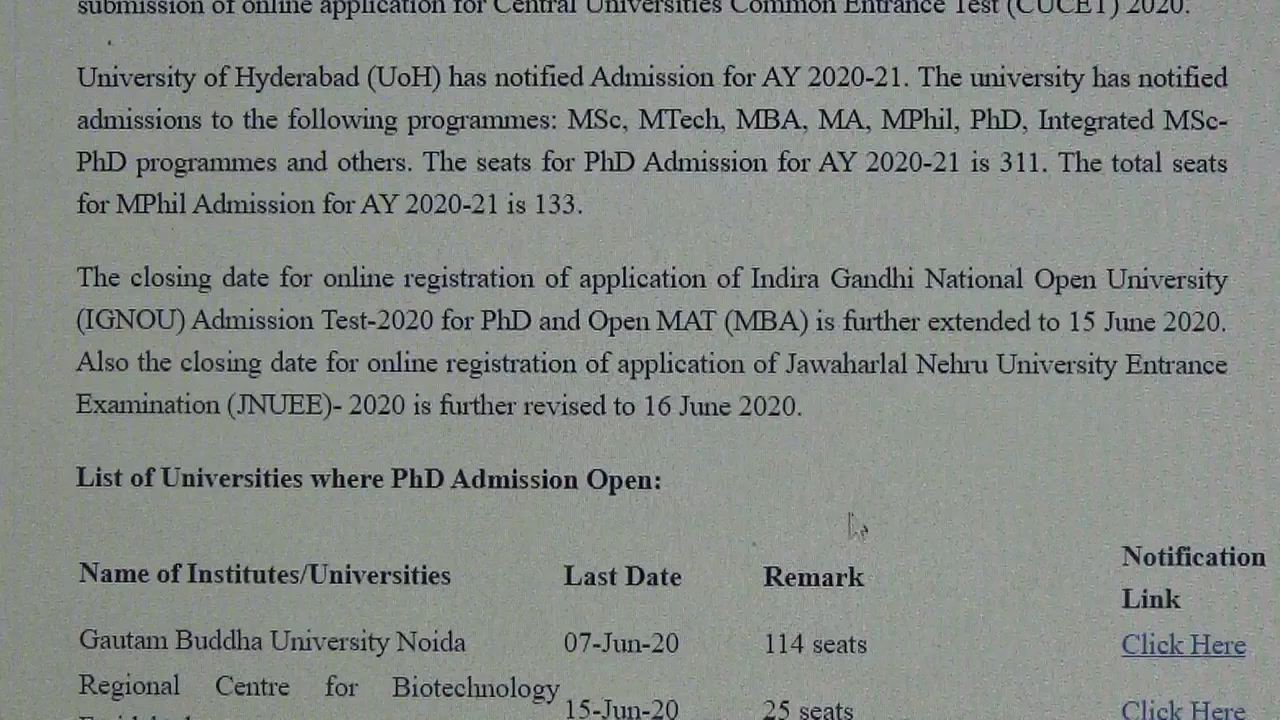 submission of online application for Central Universities Common Entrance Test (CUCET) 2020.
University of Hyderabad (UoH) has notified Admission for AY 2020-21. The university has notified
admissions to the following programmes: MSc, MTech, MBA, MA, MPhil, PhD, Integrated MSc-
PhD programmes and others. The seats for PhD Admission for AY 2020-21 is 311. The total seats
for MPhil Admission for AY 2020-21 is 133.
The closing date for online registration of application of Indira Gandhi National Open University
(IGNOU) Admission Test-2020 for PhD and Open MAT (MBA) is further extended to 15 June 2020.
Also the closing date for online registration of application of Jawaharlal Nehru University Entrance
Examination (JNUEE)- 2020 is further revised to 16 June 2020.
List of Universities where PhD Admission Open:
Name of Institutes/Universities Last Date Remark Notification Link
Gautam Buddha University Noida 07-Jun-20 114 seats Click Here
Regional Centre for Biotechnology
15-Jun-20 25 seats Click Here